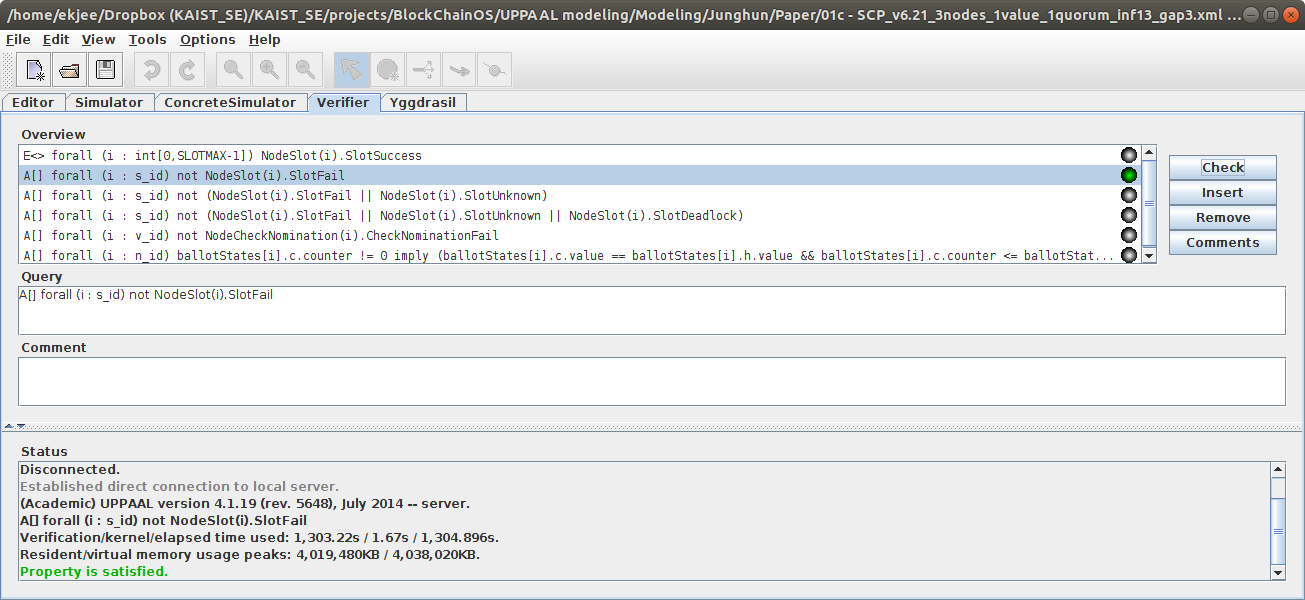 /home/ekjee/Dropbox (KAIST_SE)/KAIST_SE/projects/BlockChainOS/UPPAAL modeling/Modeling/Junghun/Paper/01c - SCP_v6.21_3nodes_1value_1quorum_inf13_gap3.xml ...
File Edit View Tools Options Help
Editor Simulator ConcreteSimulator Verifier Yggdrasil
Overview
E<> forall (i : int[0,SLOTMAX-1]) NodeSlot(i).SlotSuccess
A[] forall (i : s_id) not NodeSlot(i).SlotFail
A[] forall (i : s_id) not (NodeSlot(i).SlotFail || NodeSlot(i).SlotUnknown)
A[] forall (i : s_id) not (NodeSlot(i).SlotFail || NodeSlot(i).SlotUnknown || NodeSlot(i).SlotDeadlock)
A[] forall (i : v_id) not NodeCheckNomination(i).CheckNominationFail
A[] forall (i : n_id) ballotStates[i].c.counter != 0 imply (ballotStates[i].c.value == ballotStates[i].h.value && ballotStates[i].c.counter <= ballotStat...
Check
Insert
Remove
Comments
Query
A[] forall (i : s_id) not NodeSlot(i).SlotFail
Comment
Status
Disconnected.
Established direct connection to local server.
(Academic) UPPAAL version 4.1.19 (rev. 5648), July 2014 -- server.
A[] forall (i : s_id) not NodeSlot(i).SlotFail
Verification/kernel/elapsed time used: 1,303.22s / 1.67s / 1,304.896s.
Resident/virtual memory usage peaks: 4,019,480KB / 4,038,020KB.
Property is satisfied.